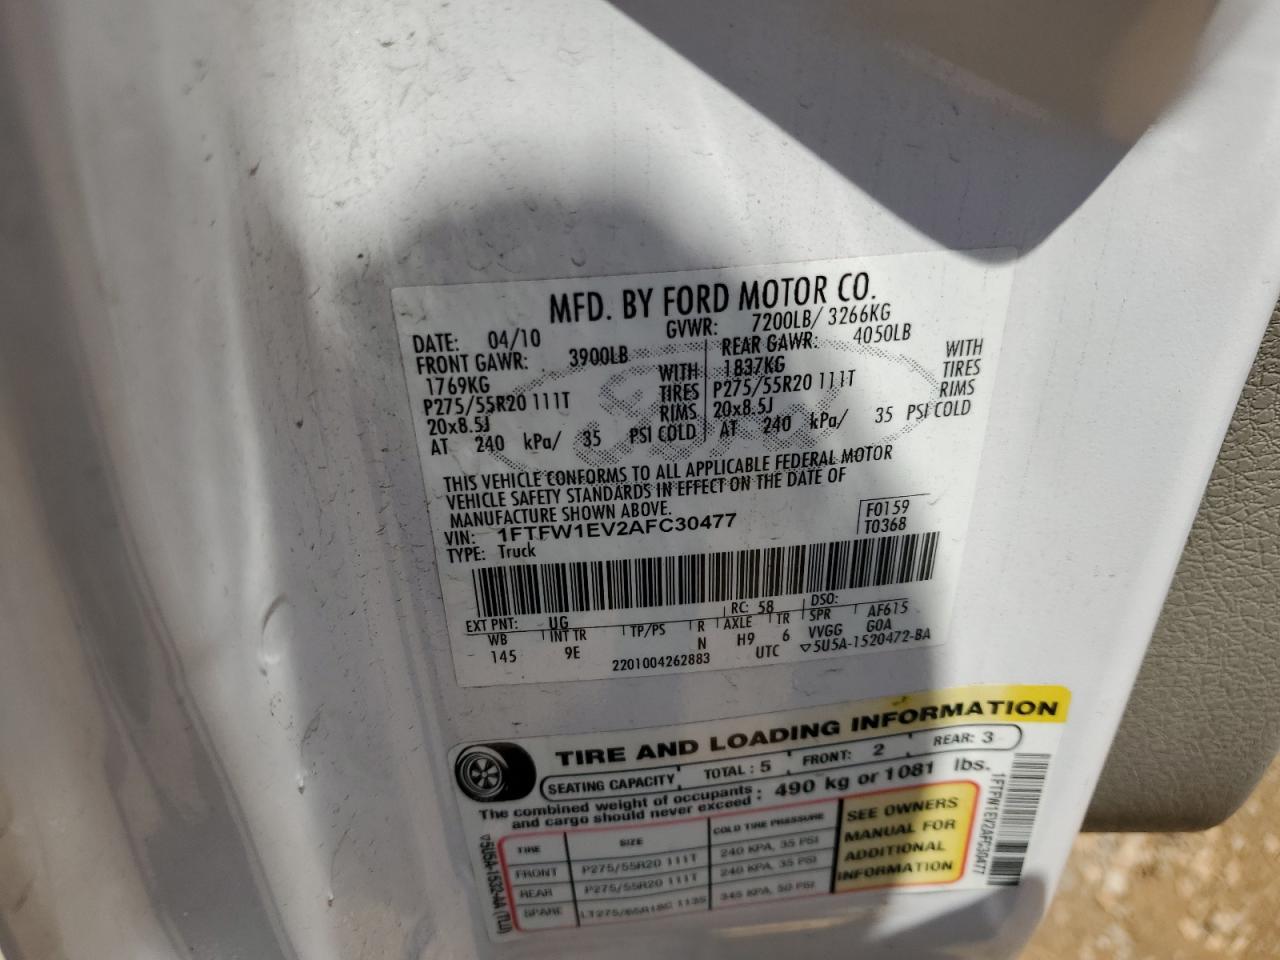 MFD. BY FORD MOTOR CO.
DATE: 04/10 GVWR: 7200LB/ 3266KG
FRONT GAWR: 3900LB REAR GAWR: 4050LB
1769KG WITH 1837KG WITH
P275/55R20 111T TIRES P275/55R20 111T TIRES
20x8.5J RIMS 20x8.5J RIMS
AT 240 kPa/ 35 PSI COLD AT 240 kPa/ 35 PSI COLD
THIS VEHICLE CONFORMS TO ALL APPLICABLE FEDERAL MOTOR
VEHICLE SAFETY STANDARDS IN EFFECT ON THE DATE OF
MANUFACTURE SHOWN ABOVE.
VIN: 1FTFW1EV2AFC30477 F0159
TYPE: Truck T0368
EXT PNT: UG RC: 58 DSO:
WB INT TR TP/PS R AXLE TR SPR AF615
145 9E N H9 6 VVGG G0A
2201004262883 UTC ▽5U5A-1520472-BA
TIRE AND LOADING INFORMATION
SEATING CAPACITY TOTAL : 5 FRONT: 2 REAR: 3
The combined weight of occupants and cargo should never exceed : 490 kg or 1081 lbs.
TIRE SIZE COLD TIRE PRESSURE
FRONT P275/55R20 111T 240 KPA, 35 PSI
REAR P275/55R20 111T 240 KPA, 35 PSI
SPARE 345 KPA, 50 PSI
SEE OWNERS
MANUAL FOR
ADDITIONAL
INFORMATION
1FTFW1EV2AFC30477